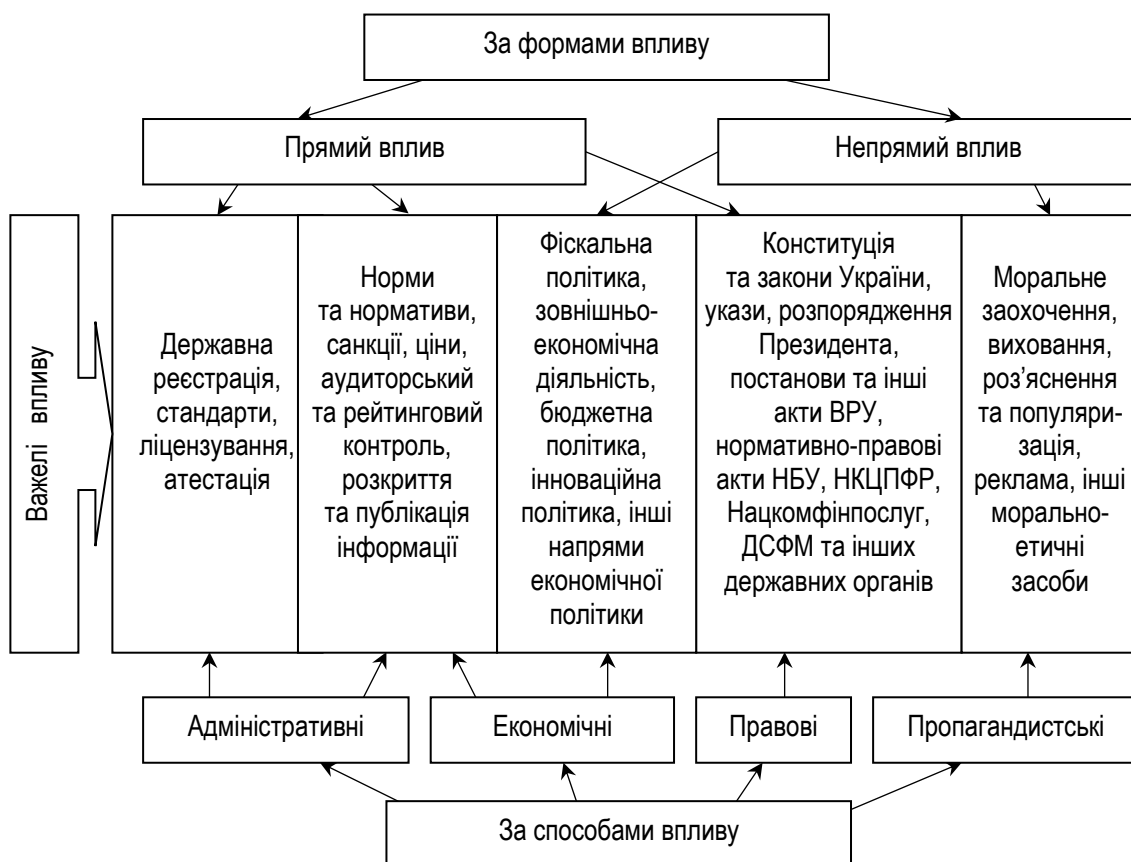 За формами впливу
Прямий вплив
Непрямий вплив
Важелі впливу
Державна
реєстрація,
стандарти,
ліцензування,
атестація
Норми
та нормативи,
санкції, ціни,
аудиторський
та рейтинговий
контроль,
розкриття
та публікація
інформації
Фіскальна
політика,
зовнішньо-
економічна
діяльність,
бюджетна
політика,
інноваційна
політика, інші
напрями
економічної
політики
Конституція
та закони України,
укази, розпорядження
Президента,
постанови та інші
акти ВРУ,
нормативно-правові
акти НБУ, НКЦПФР,
Нацкомфінпослуг,
ДСФМ та інших
державних органів
Моральне
заохочення,
виховання,
роз’яснення
та популяри-
зація,
реклама, інші
морально-
етичні
засоби
Адміністративні
Економічні
Правові
Пропагандистські
За способами впливу